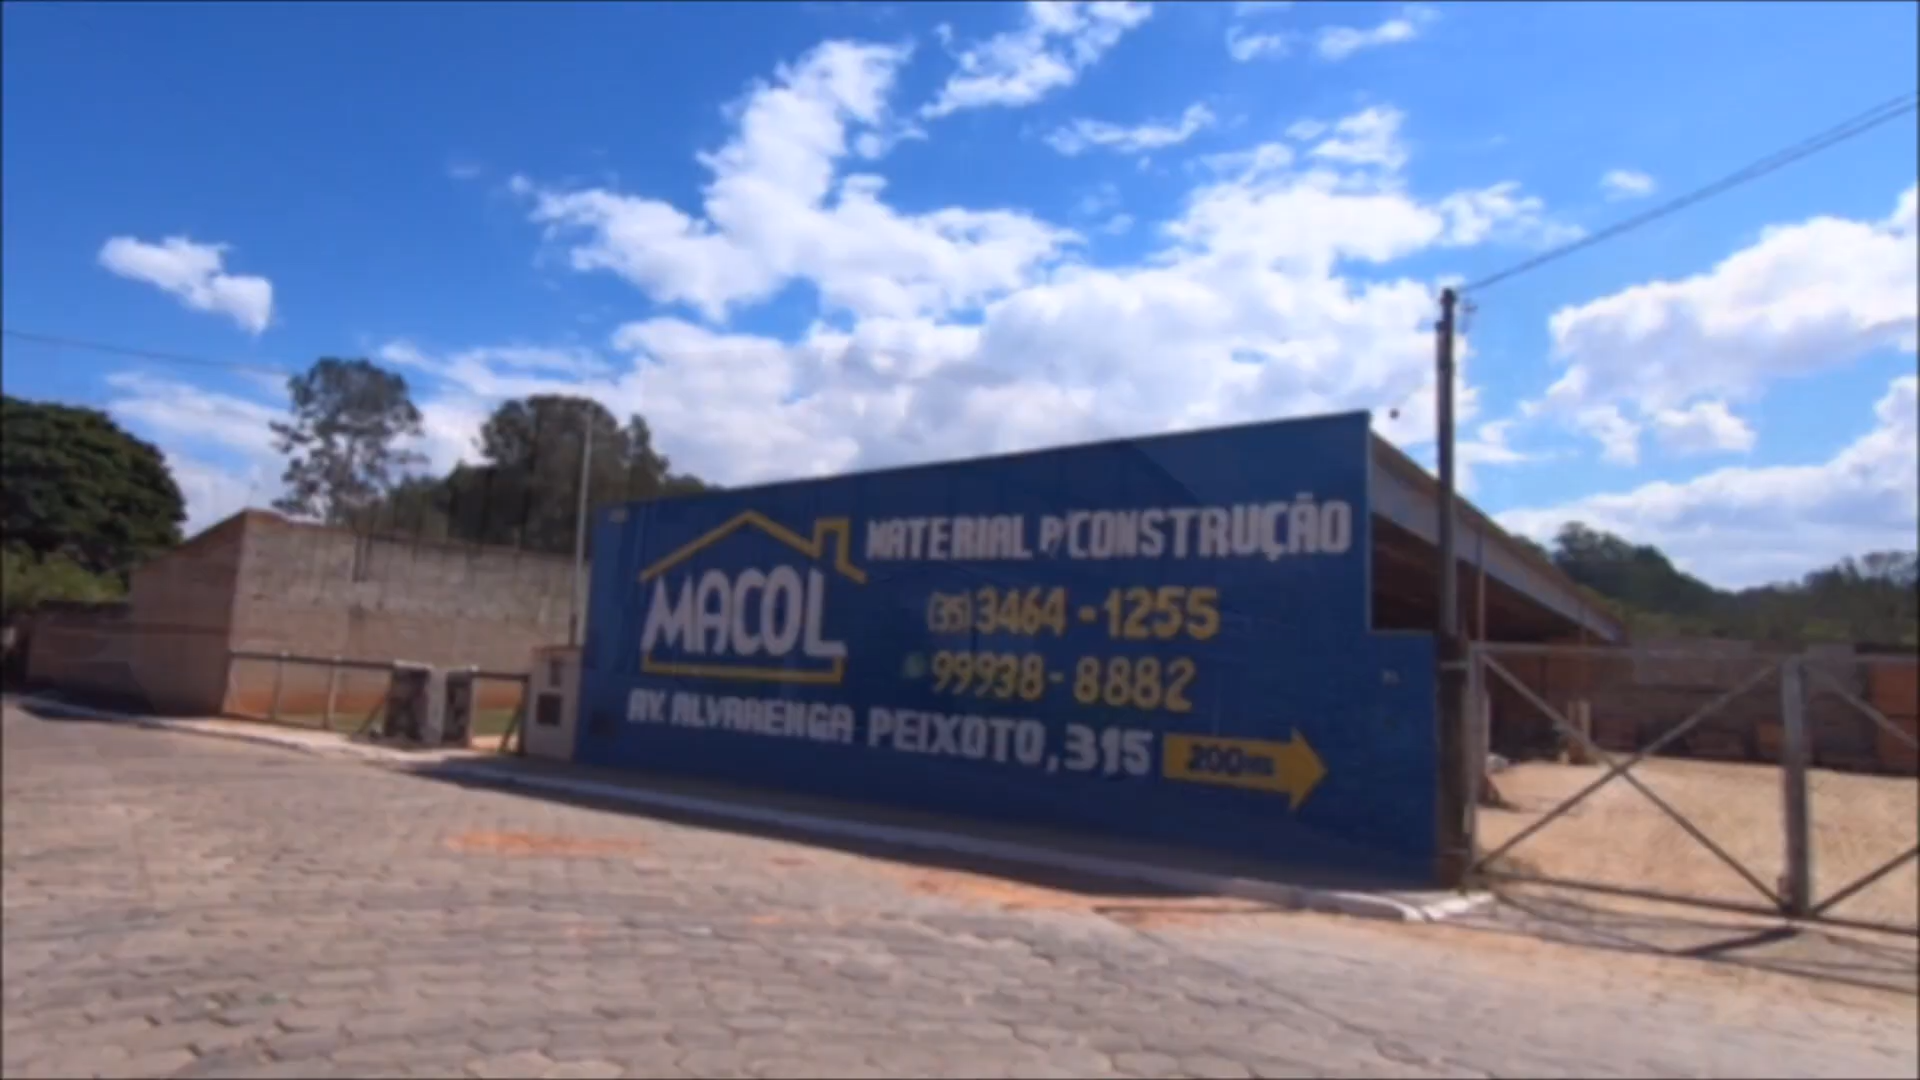 MACOL
MATERIAL P/CONSTRUÇÃO
(35) 3464-1255
99938-8882
AV. ALVARENGA PEIXOTO, 315
200m